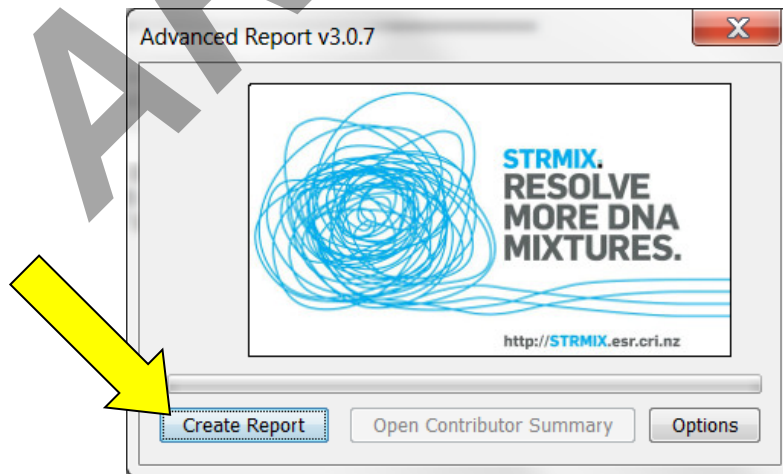 Advanced Report v3.0.7
X
STRMIX.
RESOLVE
MORE DNA
MIXTURES.
http://STRMIX.esr.cri.nz
Create Report
Open Contributor Summary
Options